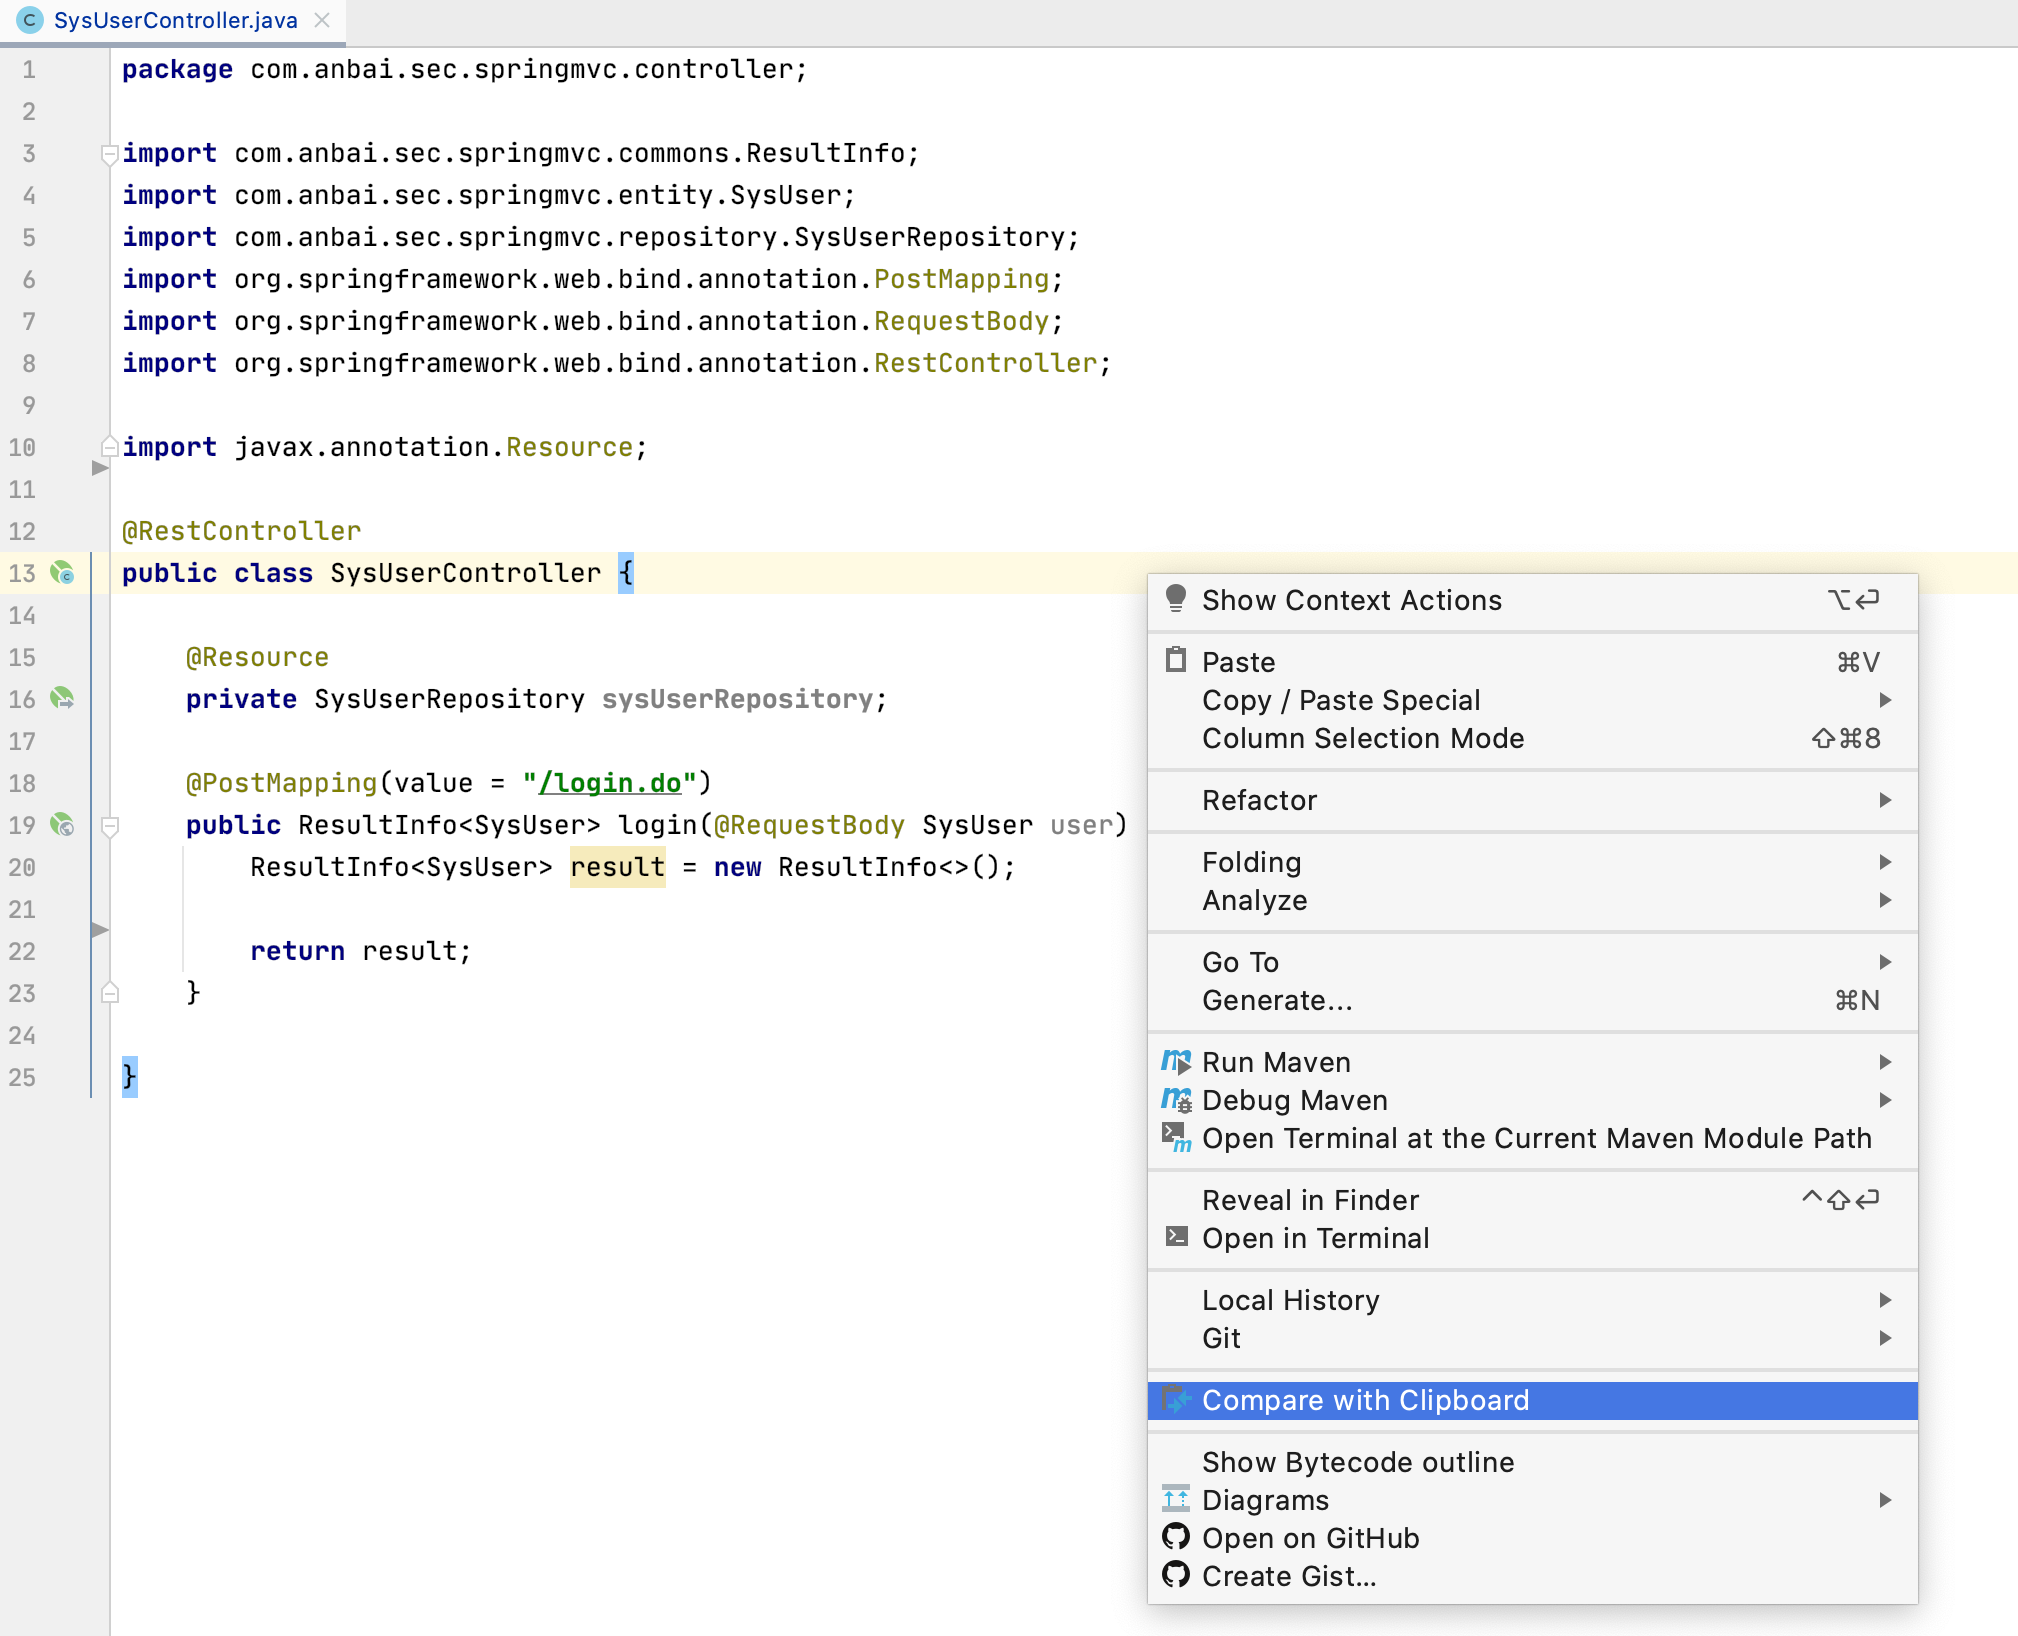 SysUserController.java
1 package com.anbai.sec.springmvc.controller;
2
3 import com.anbai.sec.springmvc.commons.ResultInfo;
4 import com.anbai.sec.springmvc.entity.SysUser;
5 import com.anbai.sec.springmvc.repository.SysUserRepository;
6 import org.springframework.web.bind.annotation.PostMapping;
7 import org.springframework.web.bind.annotation.RequestBody;
8 import org.springframework.web.bind.annotation.RestController;
9
10 import javax.annotation.Resource;
11
12 @RestController
13 public class SysUserController {
14
15 @Resource
16 private SysUserRepository sysUserRepository;
17
18 @PostMapping(value = "/login.do")
19 public ResultInfo<SysUser> login(@RequestBody SysUser user)
20 ResultInfo<SysUser> result = new ResultInfo<>();
21
22 return result;
23 }
24
25 }
Show Context Actions ⌥⏎
Paste ⌘V
Copy / Paste Special
Column Selection Mode ⇧⌘8
Refactor
Folding
Analyze
Go To
Generate... ⌘N
Run Maven
Debug Maven
Open Terminal at the Current Maven Module Path
Reveal in Finder ^⇧⏎
Open in Terminal
Local History
Git
Compare with Clipboard
Show Bytecode outline
Diagrams
Open on GitHub
Create Gist...